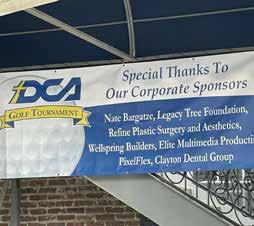 DCA
GOLF TOURNAMENT
Special Thanks To
Our Corporate Sponsors
Nate Bargatze, Legacy Tree Foundation,
Refine Plastic Surgery and Aesthetics,
Wellspring Builders, Elite Multimedia Producti
PixelFlex, Clayton Dental Group